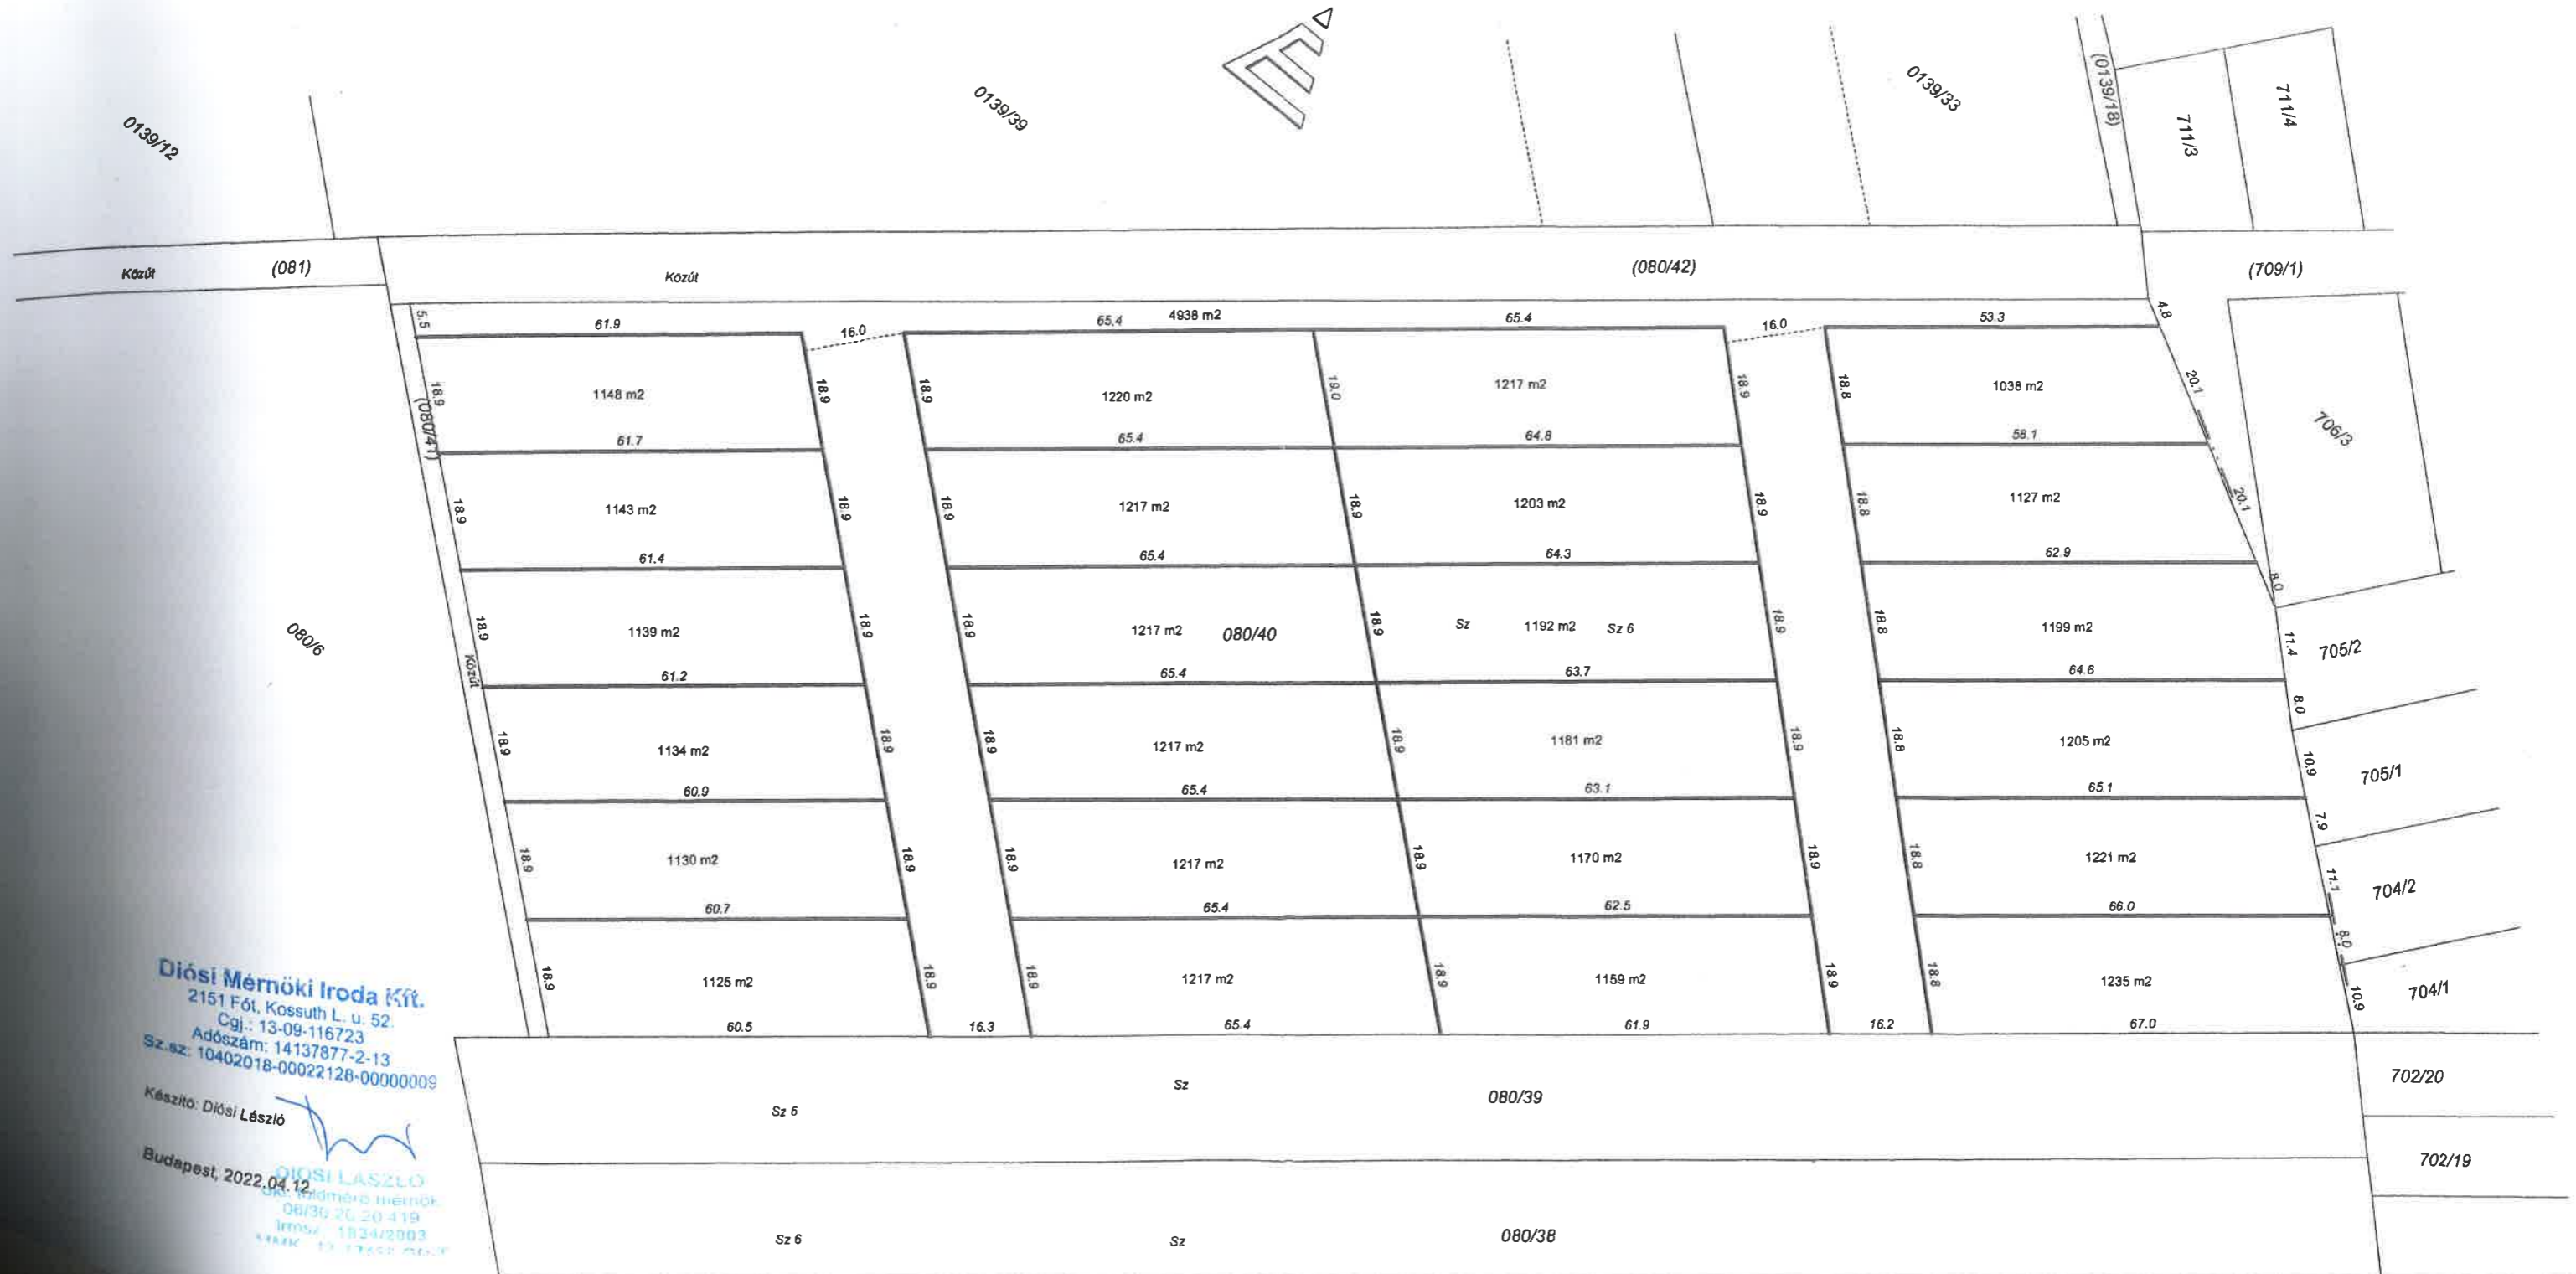 0139/12
0139/39
0139/33
(0139/18)
711/3
711/4
Közút
(081)
Közút
(080/42)
(709/1)
5.5
61.9
16.0
65.4
4938 m2
65.4
16.0
53.3
4.8
18.9
1148 m2
18.9
18.9
1220 m2
19.0
1217 m2
18.9
18.8
1038 m2
20.1
(080/41)
61.7
65.4
64.8
58.1
706/3
18.9
1143 m2
18.9
18.9
1217 m2
18.9
1203 m2
18.9
18.8
1127 m2
20.1
61.4
65.4
64.3
62.9
8.0
080/6
18.9
1139 m2
18.9
18.9
1217 m2
080/40
18.9
Sz
1192 m2
Sz 6
18.9
18.8
1199 m2
11.4
705/2
Közút
61.2
65.4
63.7
64.6
8.0
18.9
1134 m2
18.9
18.9
1217 m2
18.9
1181 m2
18.9
18.8
1205 m2
10.9
705/1
60.9
65.4
63.1
65.1
7.9
18.9
1130 m2
18.9
18.9
1217 m2
18.9
1170 m2
18.9
18.8
1221 m2
11.1
704/2
60.7
65.4
62.5
66.0
8.0
18.9
1125 m2
18.9
18.9
1217 m2
18.9
1159 m2
18.9
18.8
1235 m2
10.9
704/1
60.5
16.3
65.4
61.9
16.2
67.0
Sz 6
Sz
080/39
702/20
702/19
Sz 6
Sz
080/38
Diósi Mérnöki Iroda Kft.
2151 Fót, Kossuth L. u. 52.
Cgj.: 13-09-116723
Adószám: 14137877-2-13
Sz.sz: 10402018-00022128-00000009
Készítő: Diósi László
Budapest, 2022.04.12.
DIÓSI LÁSZLÓ
földmérő mérnök
06/30 20 20 419
1834/2003